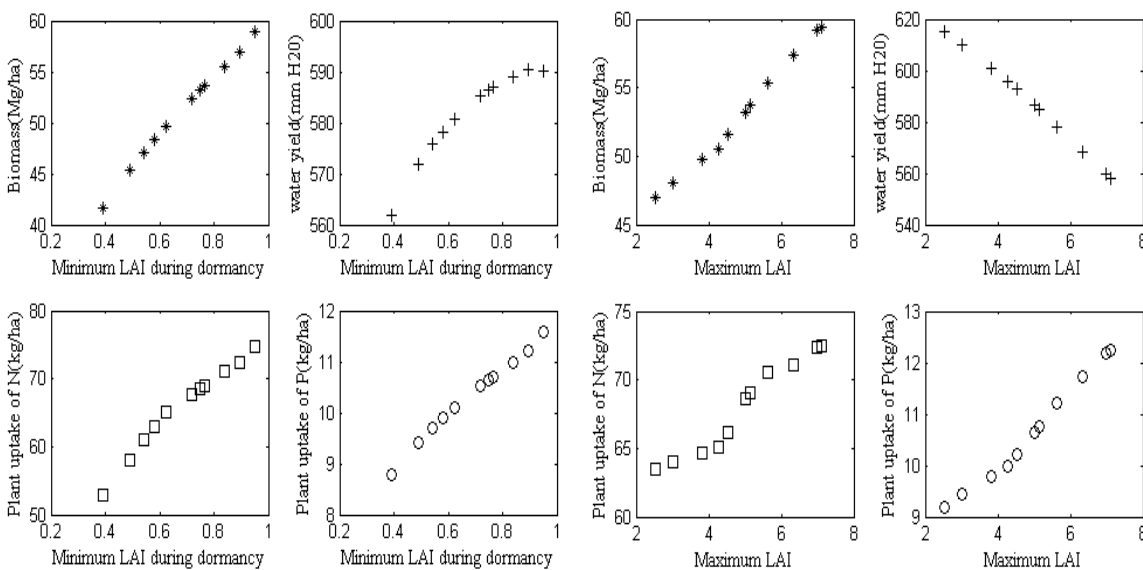 Biomass(Mg/ha)
60
55
50
45
40
0.2 0.4 0.6 0.8 1
Minimum LAI during dormancy
water yield(mm H20)
600
590
580
570
560
0.2 0.4 0.6 0.8 1
Minimum LAI during dormancy
Biomass(Mg/ha)
60
55
50
45
2 4 6 8
Maximum LAI
water yield(mm H20)
620
600
580
560
540
2 4 6 8
Maximum LAI
Plant uptake of N(kg/ha)
80
70
60
50
0.2 0.4 0.6 0.8 1
Minimum LAI during dormancy
Plant uptake of P(kg/ha)
12
11
10
9
8
0.2 0.4 0.6 0.8 1
Minimum LAI during dormancy
Plant uptake of N(kg/ha)
75
70
65
60
2 4 6 8
Maximum LAI
Plant uptake of P(kg/ha)
13
12
11
10
9
2 4 6 8
Maximum LAI